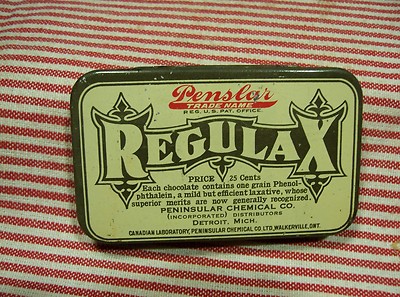 Penslar
TRADE NAME
REG. U.S. PAT. OFFICE
REGULAX
PRICE 25 Cents
Each chocolate contains one grain Phenol-
phthalein, a mild but efficient laxative, whose
superior merits are now generally recognized.
PENINSULAR CHEMICAL CO.
(INCORPORATED) DISTRIBUTORS
DETROIT, MICH.
CANADIAN LABORATORY, PENINSULAR CHEMICAL CO. LTD, WALKERVILLE, ONT.